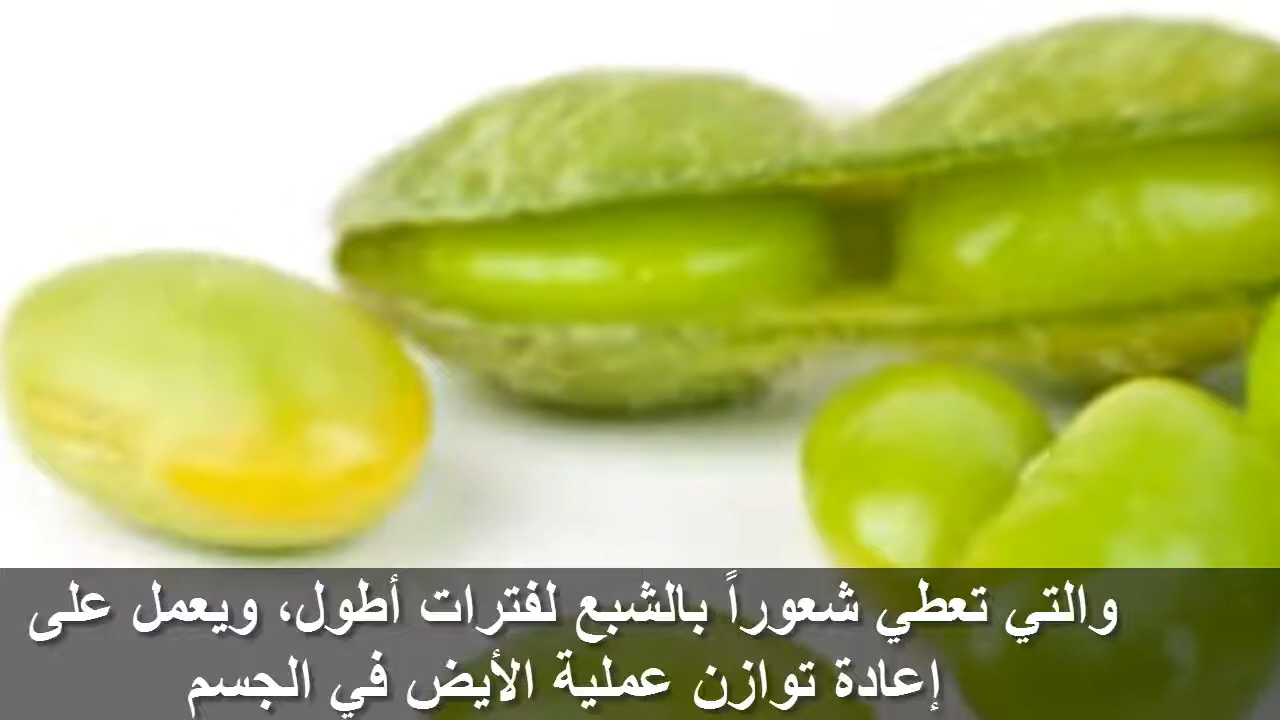 والتي تعطي شعوراً بالشبع لفترات أطول، ويعمل على
إعادة توازن عملية الأيض في الجسم